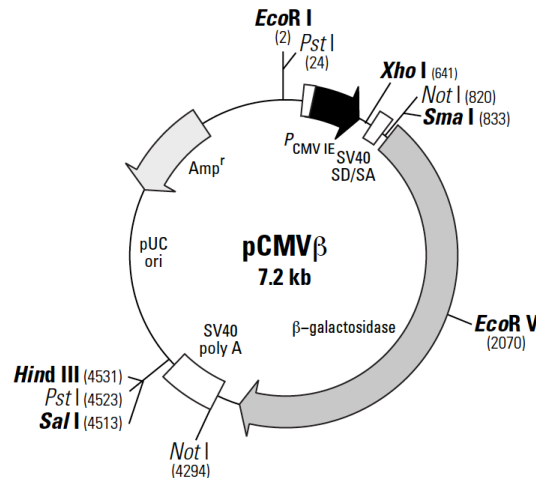 EcoR I
(2)
Pst I
(24)
Xho I (641)
Not I (820)
Sma I (833)
PCMV IE
SV40
SD/SA
Ampr
pUC
ori
pCMVβ
7.2 kb
β–galactosidase
EcoR V
(2070)
SV40
poly A
Hind III (4531)
Pst I (4523)
Sal I (4513)
Not I
(4294)